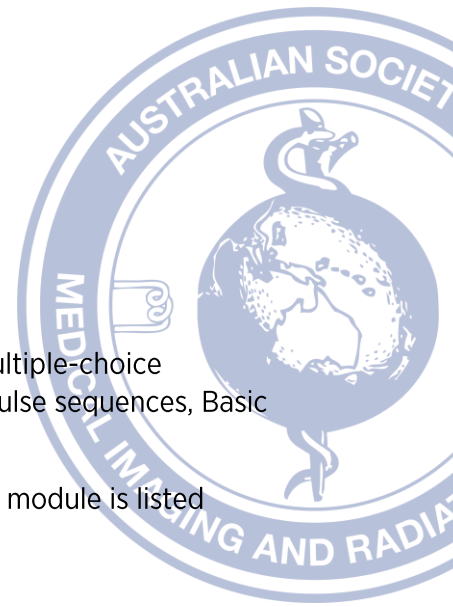 AUSTRALIAN SOCIET
MEDICAL IMAGING AND RADIAT
ultiple-choice
ulse sequences, Basic
module is listed